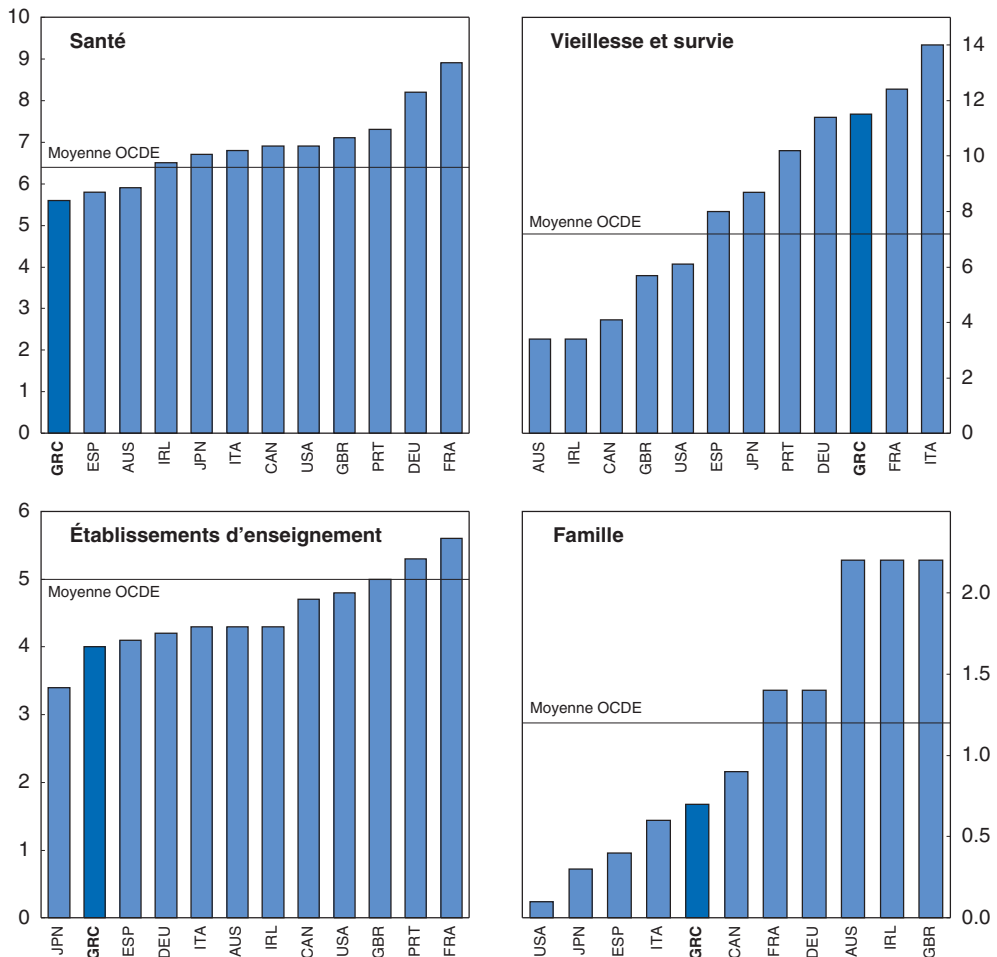 Santé
10
9
8
7
6
5
4
3
2
1
0
Moyenne OCDE
GRC
ESP
AUS
IRL
JPN
ITA
CAN
USA
GBR
PRT
DEU
FRA
Vieillesse et survie
14
12
10
8
6
4
2
0
Moyenne OCDE
AUS
IRL
CAN
GBR
USA
ESP
JPN
PRT
DEU
GRC
FRA
ITA
Établissements d'enseignement
6
5
4
3
2
1
0
Moyenne OCDE
JPN
GRC
ESP
DEU
ITA
AUS
IRL
CAN
USA
GBR
PRT
FRA
Famille
2.0
1.5
1.0
0.5
0.0
Moyenne OCDE
USA
JPN
ESP
ITA
GRC
CAN
FRA
DEU
AUS
IRL
GBR